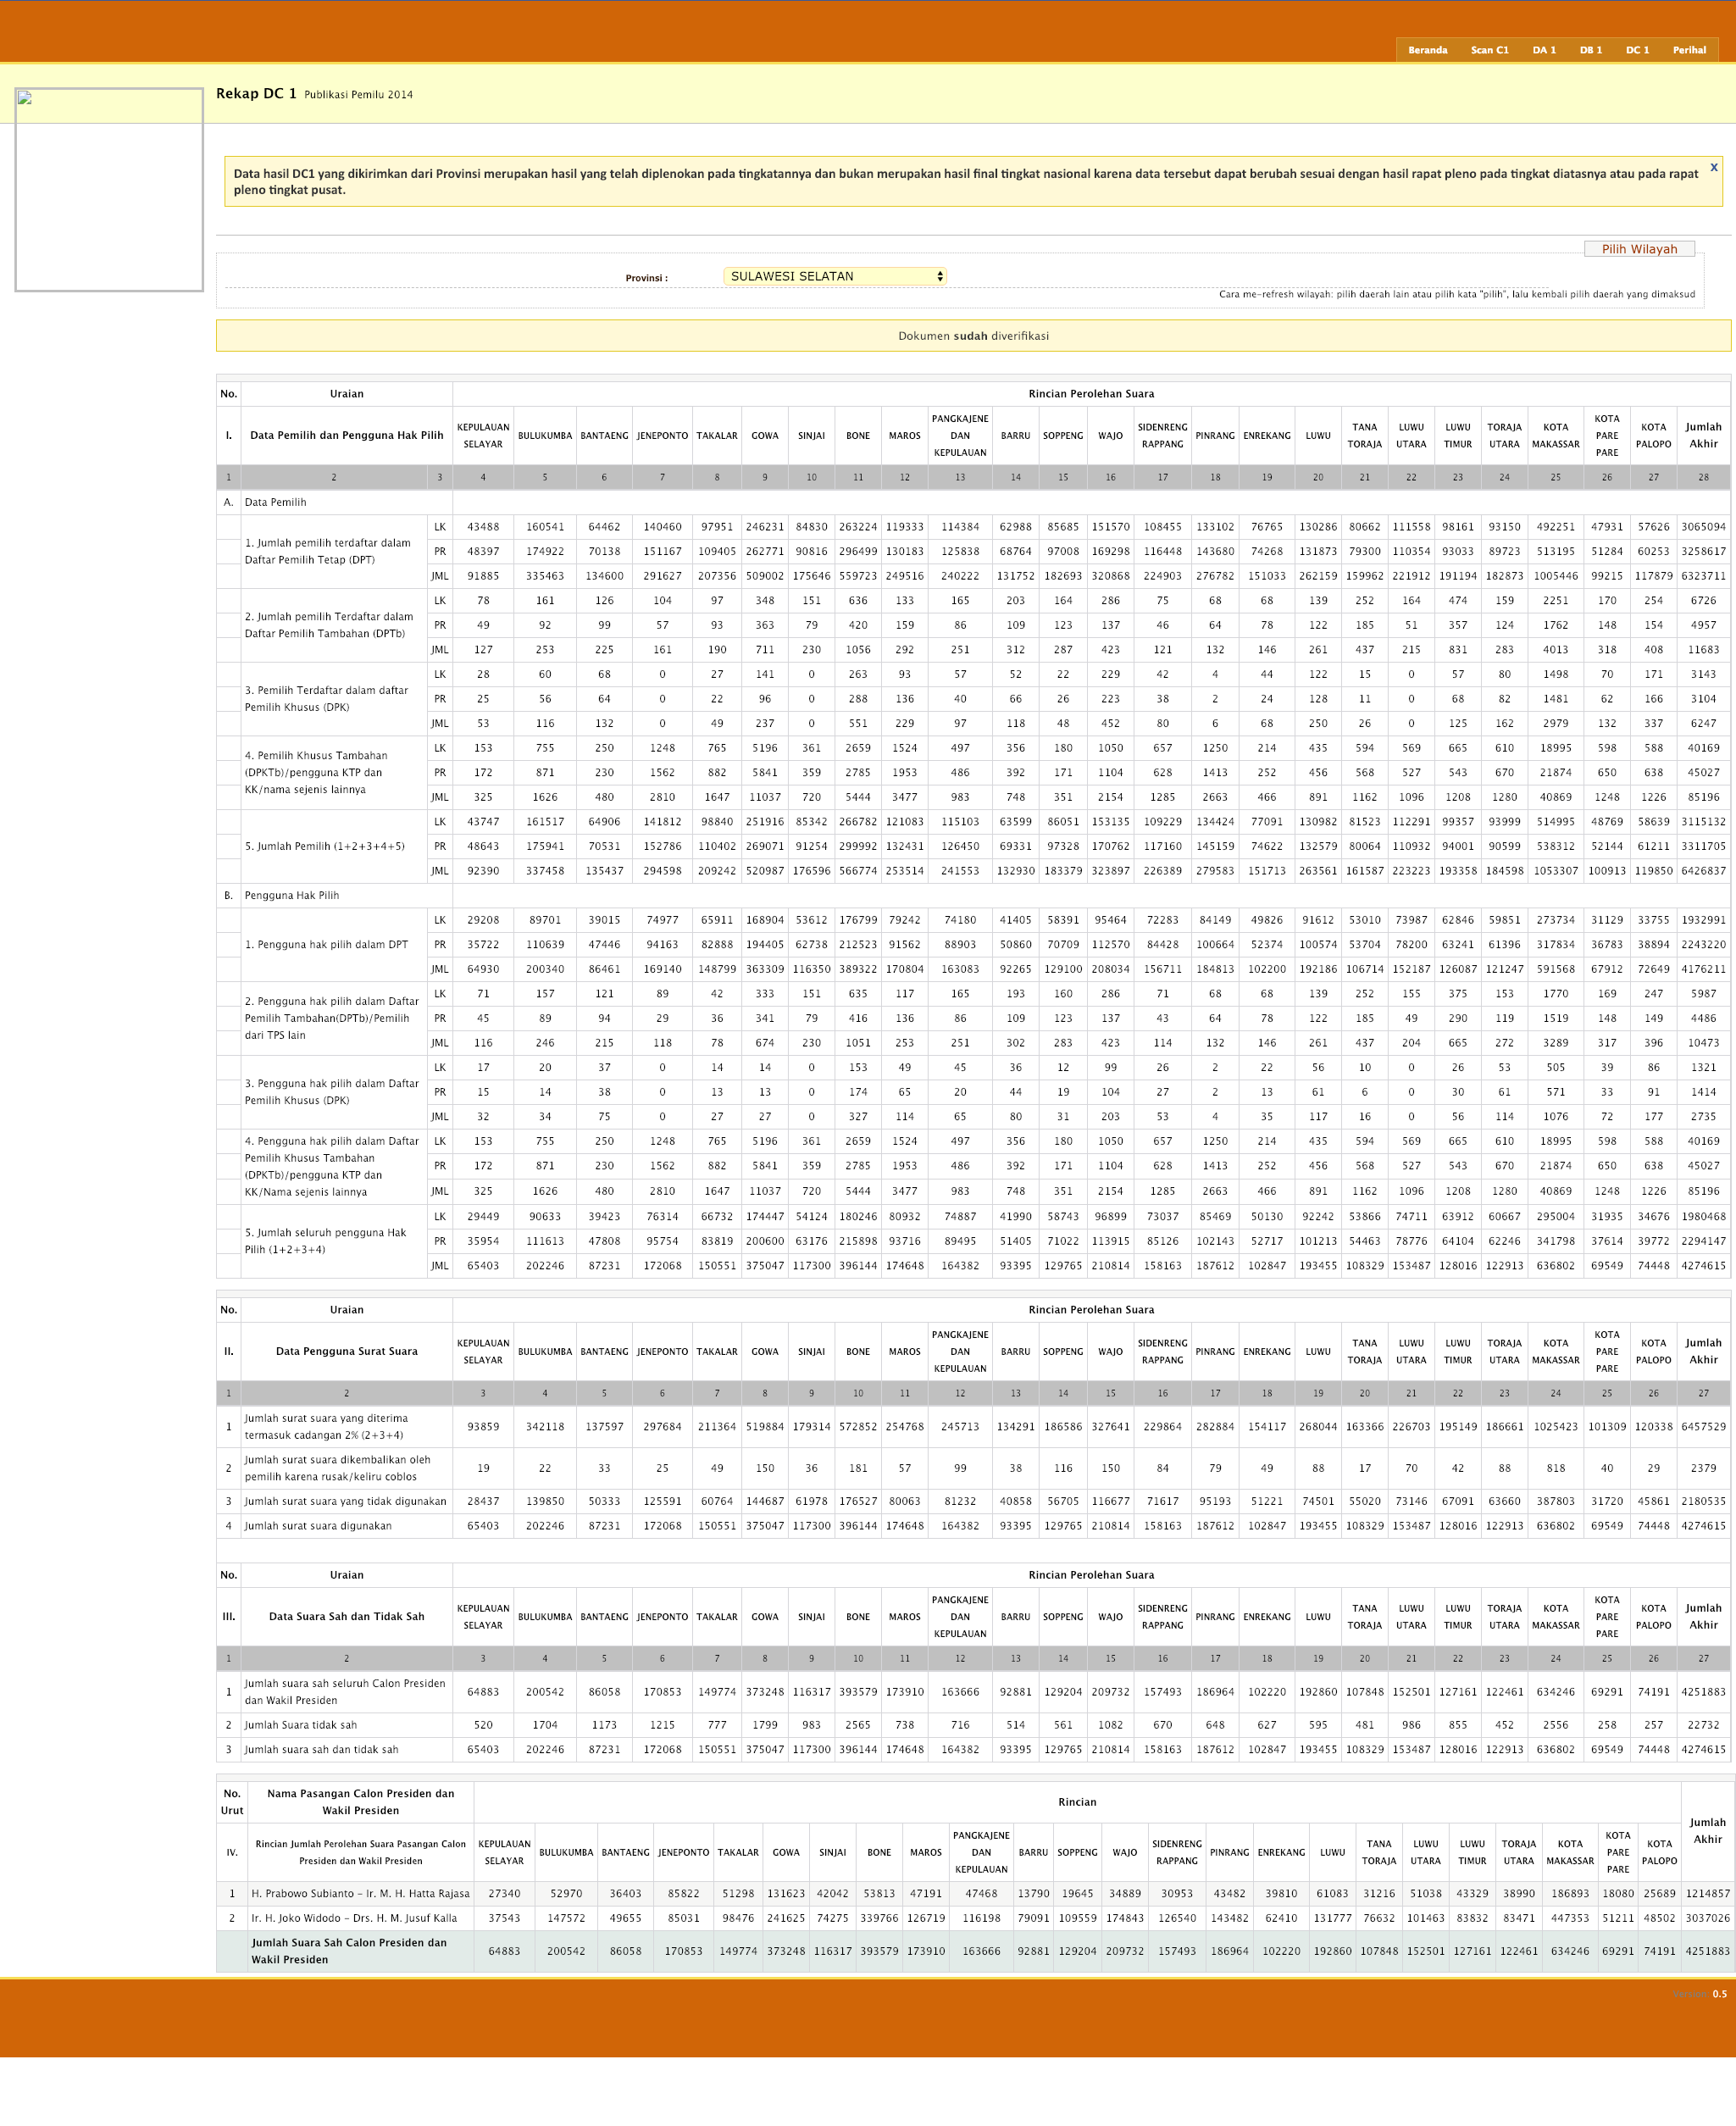 Beranda Scan C1 DA 1 DB 1 DC 1 Perihal
Rekap DC 1 Publikasi Pemilu 2014
Data hasil DC1 yang dikirimkan dari Provinsi merupakan hasil yang telah diplenokan pada tingkatannya dan bukan merupakan hasil final tingkat nasional karena data tersebut dapat berubah sesuai dengan hasil rapat pleno pada tingkat diatasnya atau pada rapat
pleno tingkat pusat.
x
Pilih Wilayah
Provinsi : SULAWESI SELATAN
Cara me-refresh wilayah: pilih daerah lain atau pilih kata "pilih", lalu kembali pilih daerah yang dimaksud
Dokumen sudah diverifikasi
No. Uraian Rincian Perolehan Suara
I. Data Pemilih dan Pengguna Hak Pilih KEPULAUAN SELAYAR BULUKUMBA BANTAENG JENEPONTO TAKALAR GOWA SINJAI BONE MAROS PANGKAJENE DAN KEPULAUAN BARRU SOPPENG WAJO SIDENRENG RAPPANG PINRANG ENREKANG LUWU TANA TORAJA LUWU UTARA LUWU TIMUR TORAJA UTARA KOTA MAKASSAR KOTA PARE PARE KOTA PALOPO Jumlah Akhir
1 2 3 4 5 6 7 8 9 10 11 12 13 14 15 16 17 18 19 20 21 22 23 24 25 26 27 28
A. Data Pemilih
1. Jumlah pemilih terdaftar dalam Daftar Pemilih Tetap (DPT)
LK 43488 160541 64462 140460 97951 246231 84830 263224 119333 114384 62988 85685 151570 108455 133102 76765 130286 80662 111558 98161 93150 492251 47931 57626 3065094
PR 48397 174922 70138 151167 109405 262771 90816 296499 130183 125838 68764 97008 169298 116448 143680 74268 131873 79300 110354 93033 89723 513195 51284 60253 3258617
JML 91885 335463 134600 291627 207356 509002 175646 559723 249516 240222 131752 182693 320868 224903 276782 151033 262159 159962 221912 191194 182873 1005446 99215 117879 6323711
2. Jumlah pemilih Terdaftar dalam Daftar Pemilih Tambahan (DPTb)
LK 78 161 126 104 97 348 151 636 133 165 203 164 286 75 68 68 139 252 164 474 159 2251 170 254 6726
PR 49 92 99 57 93 363 79 420 159 86 109 123 137 46 64 78 122 185 51 357 124 1762 148 154 4957
JML 127 253 225 161 190 711 230 1056 292 251 312 287 423 121 132 146 261 437 215 831 283 4013 318 408 11683
3. Pemilih Terdaftar dalam daftar Pemilih Khusus (DPK)
LK 28 60 68 0 27 141 0 263 93 57 52 22 229 42 4 44 122 15 0 57 80 1498 70 171 3143
PR 25 56 64 0 22 96 0 288 136 40 66 26 223 38 2 24 128 11 0 68 82 1481 62 166 3104
JML 53 116 132 0 49 237 0 551 229 97 118 48 452 80 6 68 250 26 0 125 162 2979 132 337 6247
4. Pemilih Khusus Tambahan (DPKTb)/pengguna KTP dan KK/nama sejenis lainnya
LK 153 755 250 1248 765 5196 361 2659 1524 497 356 180 1050 657 1250 214 435 594 569 665 610 18995 598 588 40169
PR 172 871 230 1562 882 5841 359 2785 1953 486 392 171 1104 628 1413 252 456 568 527 543 670 21874 650 638 45027
JML 325 1626 480 2810 1647 11037 720 5444 3477 983 748 351 2154 1285 2663 466 891 1162 1096 1208 1280 40869 1248 1226 85196
5. Jumlah Pemilih (1+2+3+4+5)
LK 43747 161517 64906 141812 98840 251916 85342 266782 121083 115103 63599 86051 153135 109229 134424 77091 130982 81523 112291 99357 93999 514995 48769 58639 3115132
PR 48643 175941 70531 152786 110402 269071 91254 299992 132431 126450 69331 97328 170762 117160 145159 74622 132579 80064 110932 94001 90599 538312 52144 61211 3311705
JML 92390 337458 135437 294598 209242 520987 176596 566774 253514 241553 132930 183379 323897 226389 279583 151713 263561 161587 223223 193358 184598 1053307 100913 119850 6426837
B. Pengguna Hak Pilih
1. Pengguna hak pilih dalam DPT
LK 29208 89701 39015 74977 65911 168904 53612 176799 79242 74180 41405 58391 95464 72283 84149 49826 91612 53010 73987 62846 59851 273734 31129 33755 1932991
PR 35722 110639 47446 94163 82888 194405 62738 212523 91562 88903 50860 70709 112570 84428 100664 52374 100574 53704 78200 63241 61396 317834 36783 38894 2243220
JML 64930 200340 86461 169140 148799 363309 116350 389322 170804 163083 92265 129100 208034 156711 184813 102200 192186 106714 152187 126087 121247 591568 67912 72649 4176211
2. Pengguna hak pilih dalam Daftar Pemilih Tambahan(DPTb)/Pemilih dari TPS lain
LK 71 157 121 89 42 333 151 635 117 165 193 160 286 71 68 68 139 252 155 375 153 1770 169 247 5987
PR 45 89 94 29 36 341 79 416 136 86 109 123 137 43 64 78 122 185 49 290 119 1519 148 149 4486
JML 116 246 215 118 78 674 230 1051 253 251 302 283 423 114 132 146 261 437 204 665 272 3289 317 396 10473
3. Pengguna hak pilih dalam Daftar Pemilih Khusus (DPK)
LK 17 20 37 0 14 14 0 153 49 45 36 12 99 26 2 22 56 10 0 26 53 505 39 86 1321
PR 15 14 38 0 13 13 0 174 65 20 44 19 104 27 2 13 61 6 0 30 61 571 33 91 1414
JML 32 34 75 0 27 27 0 327 114 65 80 31 203 53 4 35 117 16 0 56 114 1076 72 177 2735
4. Pengguna hak pilih dalam Daftar Pemilih Khusus Tambahan (DPKTb)/pengguna KTP dan KK/Nama sejenis lainnya
LK 153 755 250 1248 765 5196 361 2659 1524 497 356 180 1050 657 1250 214 435 594 569 665 610 18995 598 588 40169
PR 172 871 230 1562 882 5841 359 2785 1953 486 392 171 1104 628 1413 252 456 568 527 543 670 21874 650 638 45027
JML 325 1626 480 2810 1647 11037 720 5444 3477 983 748 351 2154 1285 2663 466 891 1162 1096 1208 1280 40869 1248 1226 85196
5. Jumlah seluruh pengguna Hak Pilih (1+2+3+4)
LK 29449 90633 39423 76314 66732 174447 54124 180246 80932 74887 41990 58743 96899 73037 85469 50130 92242 53866 74711 63912 60667 295004 31935 34676 1980468
PR 35954 111613 47808 95754 83819 200600 63176 215898 93716 89495 51405 71022 113915 85126 102143 52717 101213 54463 78776 64104 62246 341798 37614 39772 2294147
JML 65403 202246 87231 172068 150551 375047 117300 396144 174648 164382 93395 129765 210814 158163 187612 102847 193455 108329 153487 128016 122913 636802 69549 74448 4274615
No. Uraian Rincian Perolehan Suara
II. Data Pengguna Surat Suara KEPULAUAN SELAYAR BULUKUMBA BANTAENG JENEPONTO TAKALAR GOWA SINJAI BONE MAROS PANGKAJENE DAN KEPULAUAN BARRU SOPPENG WAJO SIDENRENG RAPPANG PINRANG ENREKANG LUWU TANA TORAJA LUWU UTARA LUWU TIMUR TORAJA UTARA KOTA MAKASSAR KOTA PARE PARE KOTA PALOPO Jumlah Akhir
1 2 3 4 5 6 7 8 9 10 11 12 13 14 15 16 17 18 19 20 21 22 23 24 25 26 27
1 Jumlah surat suara yang diterima termasuk cadangan 2% (2+3+4) 93859 342118 137597 297684 211364 519884 179314 572852 254768 245713 134291 186586 327641 229864 282884 154117 268044 163366 226703 195149 186661 1025423 101309 120338 6457529
2 Jumlah surat suara dikembalikan oleh pemilih karena rusak/keliru coblos 19 22 33 25 49 150 36 181 57 99 38 116 150 84 79 49 88 17 70 42 88 818 40 29 2379
3 Jumlah surat suara yang tidak digunakan 28437 139850 50333 125591 60764 144687 61978 176527 80063 81232 40858 56705 116677 71617 95193 51221 74501 55020 73146 67091 63660 387803 31720 45861 2180535
4 Jumlah surat suara digunakan 65403 202246 87231 172068 150551 375047 117300 396144 174648 164382 93395 129765 210814 158163 187612 102847 193455 108329 153487 128016 122913 636802 69549 74448 4274615
No. Uraian Rincian Perolehan Suara
III. Data Suara Sah dan Tidak Sah KEPULAUAN SELAYAR BULUKUMBA BANTAENG JENEPONTO TAKALAR GOWA SINJAI BONE MAROS PANGKAJENE DAN KEPULAUAN BARRU SOPPENG WAJO SIDENRENG RAPPANG PINRANG ENREKANG LUWU TANA TORAJA LUWU UTARA LUWU TIMUR TORAJA UTARA KOTA MAKASSAR KOTA PARE PARE KOTA PALOPO Jumlah Akhir
1 2 3 4 5 6 7 8 9 10 11 12 13 14 15 16 17 18 19 20 21 22 23 24 25 26 27
1 Jumlah suara sah seluruh Calon Presiden dan Wakil Presiden 64883 200542 86058 170853 149774 373248 116317 393579 173910 163666 92881 129204 209732 157493 186964 102220 192860 107848 152501 127161 122461 634246 69291 74191 4251883
2 Jumlah Suara tidak sah 520 1704 1173 1215 777 1799 983 2565 738 716 514 561 1082 670 648 627 595 481 986 855 452 2556 258 257 22732
3 Jumlah suara sah dan tidak sah 65403 202246 87231 172068 150551 375047 117300 396144 174648 164382 93395 129765 210814 158163 187612 102847 193455 108329 153487 128016 122913 636802 69549 74448 4274615
No. Urut Nama Pasangan Calon Presiden dan Wakil Presiden Rincian Jumlah Akhir
IV. Rincian Jumlah Perolehan Suara Pasangan Calon Presiden dan Wakil Presiden KEPULAUAN SELAYAR BULUKUMBA BANTAENG JENEPONTO TAKALAR GOWA SINJAI BONE MAROS PANGKAJENE DAN KEPULAUAN BARRU SOPPENG WAJO SIDENRENG RAPPANG PINRANG ENREKANG LUWU TANA TORAJA LUWU UTARA LUWU TIMUR TORAJA UTARA KOTA MAKASSAR KOTA PARE PARE KOTA PALOPO
1 H. Prabowo Subianto - Ir. M. H. Hatta Rajasa 27340 52970 36403 85822 51298 131623 42042 53813 47191 47468 13790 19645 34889 30953 43482 39810 61083 31216 51038 43329 38990 186893 18080 25689 1214857
2 Ir. H. Joko Widodo - Drs. H. M. Jusuf Kalla 37543 147572 49655 85031 98476 241625 74275 339766 126719 116198 79091 109559 174843 126540 143482 62410 131777 76632 101463 83832 83471 447353 51211 48502 3037026
Jumlah Suara Sah Calon Presiden dan Wakil Presiden 64883 200542 86058 170853 149774 373248 116317 393579 173910 163666 92881 129204 209732 157493 186964 102220 192860 107848 152501 127161 122461 634246 69291 74191 4251883
0.5